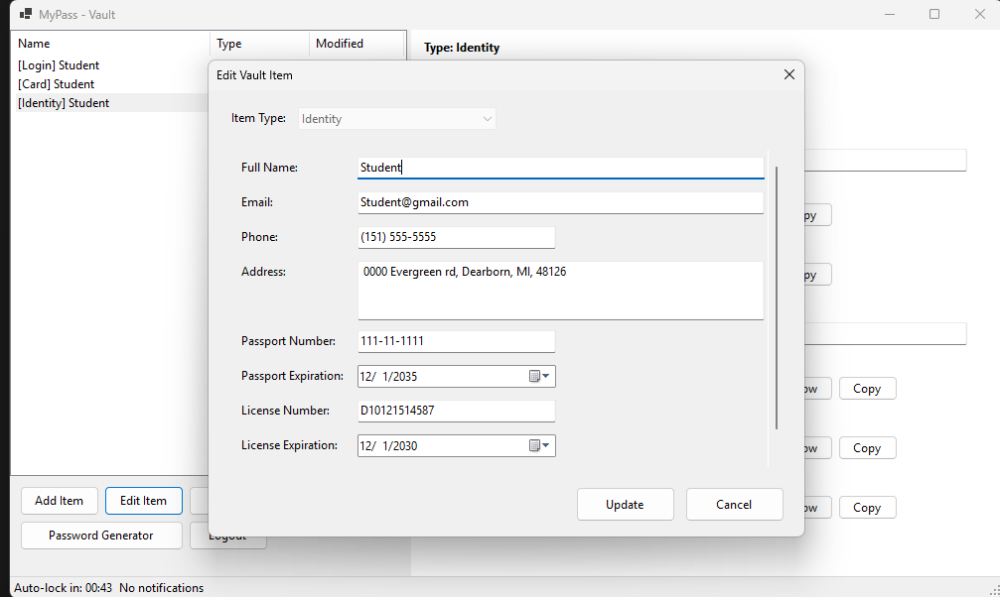 MyPass - Vault
Name Type Modified
[Login] Student
[Card] Student
[Identity] Student
Type: Identity
Edit Vault Item
Item Type: Identity
Full Name: Student
Email: Student@gmail.com
Phone: (151) 555-5555
Address: 0000 Evergreen rd, Dearborn, MI, 48126
Passport Number: 111-11-1111
Passport Expiration: 12/ 1/2035
License Number: D10121514587
License Expiration: 12/ 1/2030
Update Cancel
py
py
ow Copy
ow Copy
ow Copy
Add Item Edit Item
Password Generator Logout
Auto-lock in: 00:43 No notifications